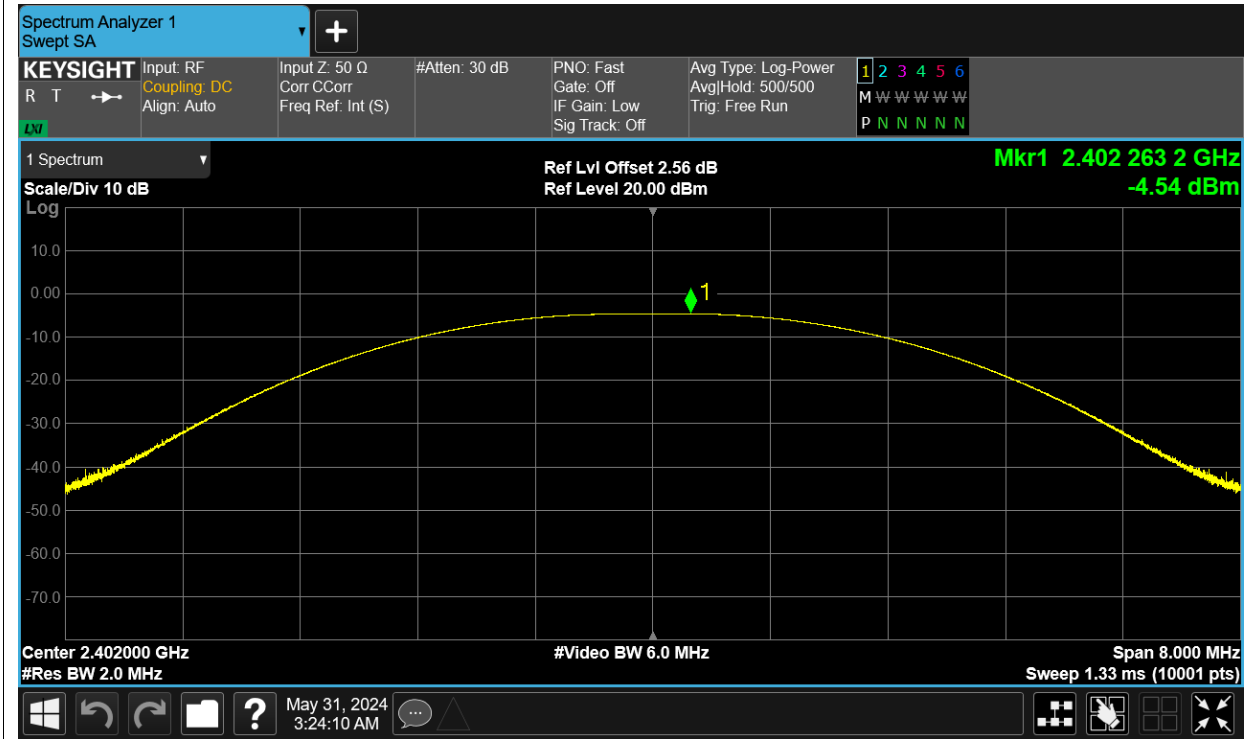 Spectrum Analyzer 1
Swept SA
KEYSIGHT
R T
LXI
Input: RF
Coupling: DC
Align: Auto
Input Z: 50 Ω
Corr CCorr
Freq Ref: Int (S)
#Atten: 30 dB
PNO: Fast
Gate: Off
IF Gain: Low
Sig Track: Off
Avg Type: Log-Power
Avg|Hold: 500/500
Trig: Free Run
1 2 3 4 5 6
M W W W W W
P N N N N N
1 Spectrum
Scale/Div 10 dB
Log
Ref Lvl Offset 2.56 dB
Ref Level 20.00 dBm
Mkr1 2.402 263 2 GHz
-4.54 dBm
10.0
0.00
-10.0
-20.0
-30.0
-40.0
-50.0
-60.0
-70.0
1
Center 2.402000 GHz
#Video BW 6.0 MHz
Span 8.000 MHz
#Res BW 2.0 MHz
Sweep 1.33 ms (10001 pts)
?
May 31, 2024
3:24:10 AM